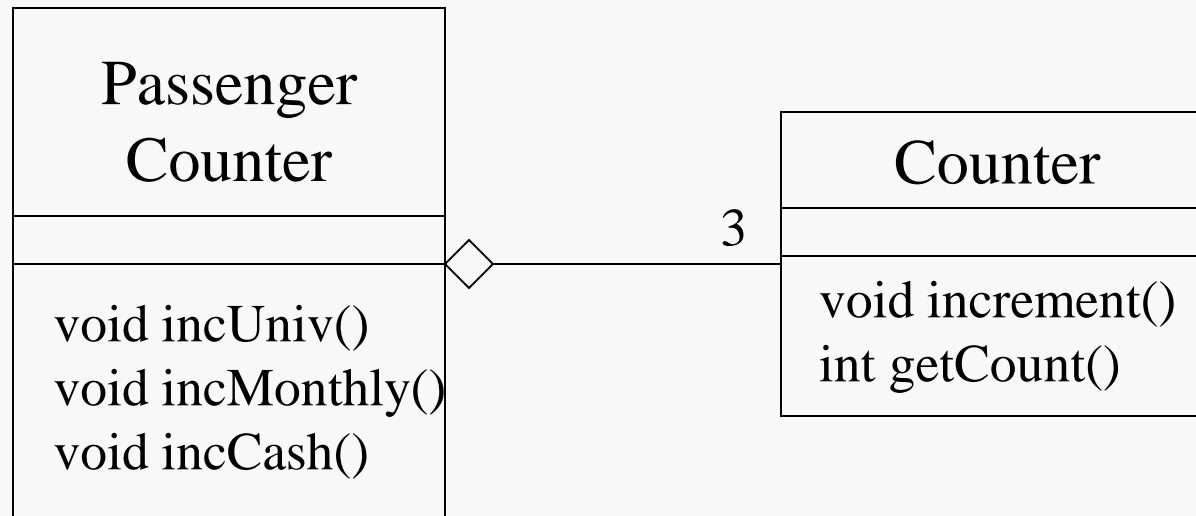 Passenger
Counter
void incUniv()
void incMonthly()
void incCash()
3
Counter
void increment()
int getCount()